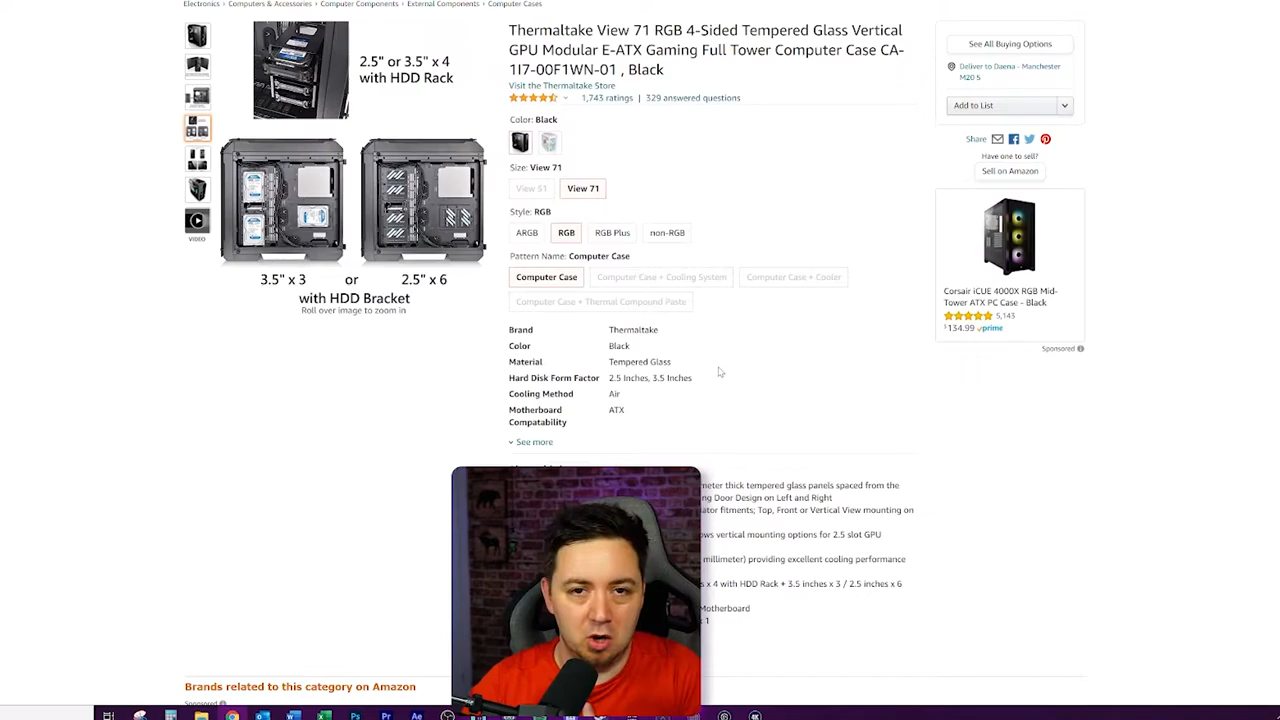 Electronics › Computers & Accessories › Computer Components › External Components › Computer Cases
2.5" or 3.5" x 4
with HDD Rack
3.5" x 3 or 2.5" x 6
with HDD Bracket
Roll over image to zoom in
VIDEO
Thermaltake View 71 RGB 4-Sided Tempered Glass Vertical
GPU Modular E-ATX Gaming Full Tower Computer Case CA-
1I7-00F1WN-01 , Black
Visit the Thermaltake Store
1,743 ratings | 329 answered questions
Color: Black
Size: View 71
View 51 View 71
Style: RGB
ARGB RGB RGB Plus non-RGB
Pattern Name: Computer Case
Computer Case Computer Case + Cooling System Computer Case + Cooler
Computer Case + Thermal Compound Paste
Brand Thermaltake
Color Black
Material Tempered Glass
Hard Disk Form Factor 2.5 Inches, 3.5 Inches
Cooling Method Air
Motherboard ATX
Compatability
See more
meter thick tempered glass panels spaced from the
ng Door Design on Left and Right
iator fitments; Top, Front or Vertical View mounting on
ows vertical mounting options for 2.5 slot GPU
millimeter) providing excellent cooling performance
s x 4 with HDD Rack + 3.5 inches x 3 / 2.5 inches x 6
Motherboard
x 1
See All Buying Options
Deliver to Daena - Manchester
M20 5
Add to List
Share
Have one to sell?
Sell on Amazon
Corsair iCUE 4000X RGB Mid-
Tower ATX PC Case - Black
5,143
$134.99 prime
Sponsored
Brands related to this category on Amazon
Sponsored